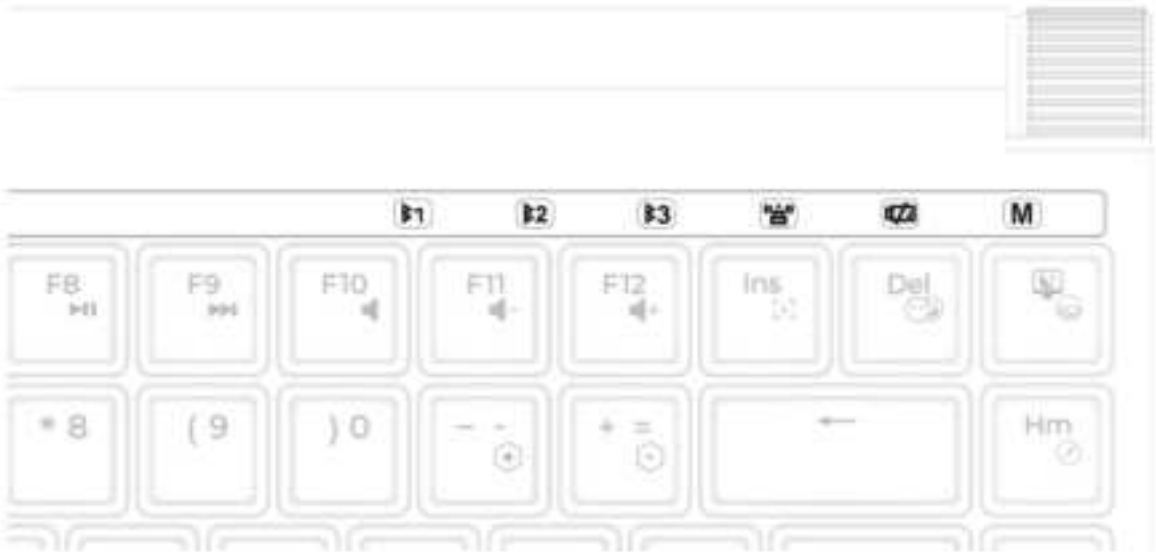 1 2 3 M
F8 F9 F10 F11 F12 Ins Del
* 8 ( 9 ) 0 _ - + = ← Hm